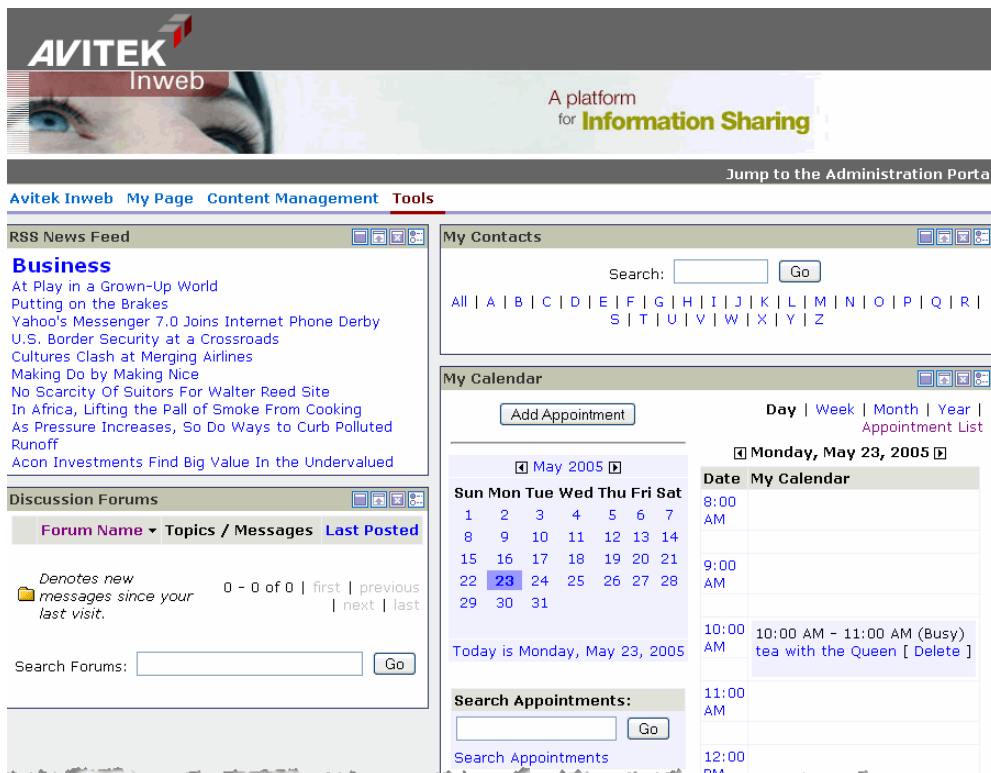 AVITEK
Inweb
A platform
for Information Sharing
Jump to the Administration Porta
Avitek Inweb My Page Content Management Tools
RSS News Feed
Business
At Play in a Grown-Up World
Putting on the Brakes
Yahoo's Messenger 7.0 Joins Internet Phone Derby
U.S. Border Security at a Crossroads
Cultures Clash at Merging Airlines
Making Do by Making Nice
No Scarcity Of Suitors For Walter Reed Site
In Africa, Lifting the Pall of Smoke From Cooking
As Pressure Increases, So Do Ways to Curb Polluted
Runoff
Acon Investments Find Big Value In the Undervalued
Discussion Forums
Forum Name Topics / Messages Last Posted
Denotes new
messages since your
last visit.
0 - 0 of 0 | first | previous
| next | last
Search Forums: Go
My Contacts
Search: Go
All | A | B | C | D | E | F | G | H | I | J | K | L | M | N | O | P | Q | R |
S | T | U | V | W | X | Y | Z
My Calendar
Add Appointment
May 2005
Sun Mon Tue Wed Thu Fri Sat
1 2 3 4 5 6 7
8 9 10 11 12 13 14
15 16 17 18 19 20 21
22 23 24 25 26 27 28
29 30 31
Today is Monday, May 23, 2005
Search Appointments:
Go
Search Appointments
Day | Week | Month | Year |
Appointment List
Monday, May 23, 2005
Date My Calendar
8:00
AM
9:00
AM
10:00
AM
10:00 AM - 11:00 AM (Busy)
tea with the Queen [ Delete ]
11:00
AM
12:00
PM